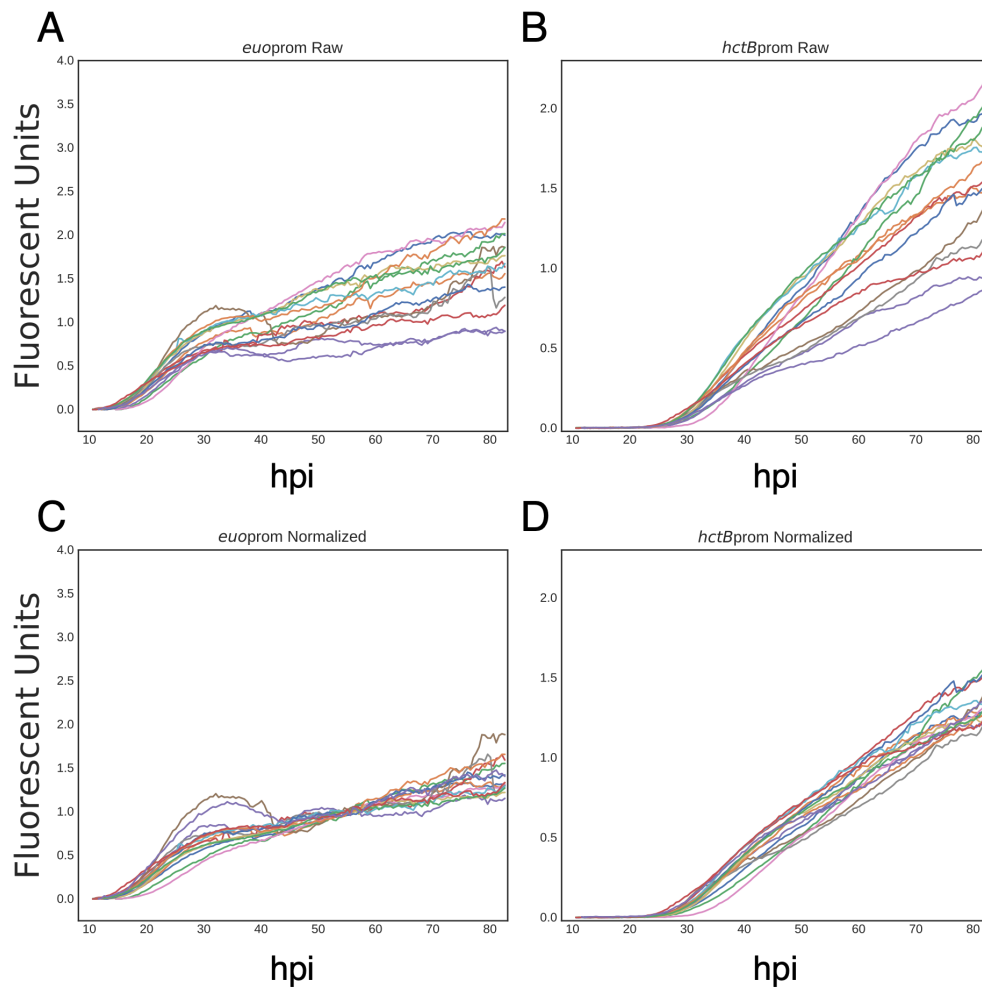 A
B
euoprom Raw
hctBprom Raw
Fluorescent Units
4.0
3.5
3.0
2.5
2.0
1.5
1.0
0.5
0.0
10 20 30 40 50 60 70 80
hpi
2.0
1.5
1.0
0.5
0.0
10 20 30 40 50 60 70 80
hpi
C
D
euoprom Normalized
hctBprom Normalized
Fluorescent Units
4.0
3.5
3.0
2.5
2.0
1.5
1.0
0.5
0.0
10 20 30 40 50 60 70 80
hpi
2.0
1.5
1.0
0.5
0.0
10 20 30 40 50 60 70 80
hpi